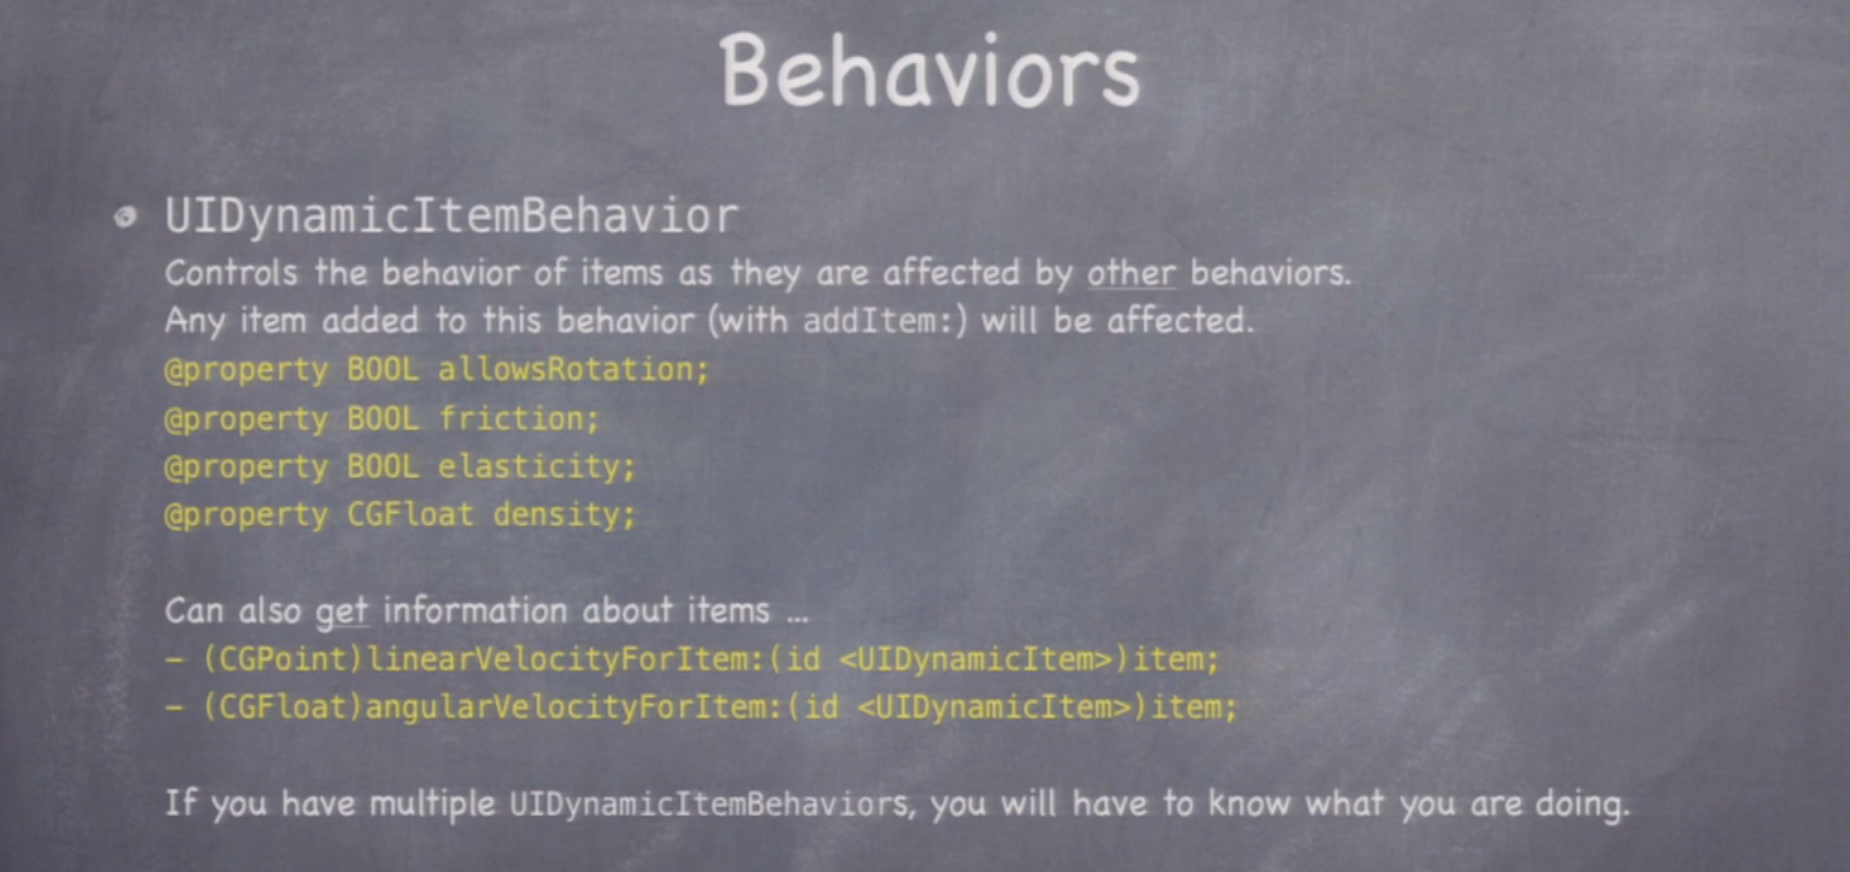 Behaviors
UIDynamicItemBehavior
Controls the behavior of items as they are affected by other behaviors.
Any item added to this behavior (with addItem:) will be affected.
@property BOOL allowsRotation;
@property BOOL friction;
@property BOOL elasticity;
@property CGFloat density;
Can also get information about items ...
– (CGPoint)linearVelocityForItem:(id <UIDynamicItem>)item;
– (CGFloat)angularVelocityForItem:(id <UIDynamicItem>)item;
If you have multiple UIDynamicItemBehaviors, you will have to know what you are doing.